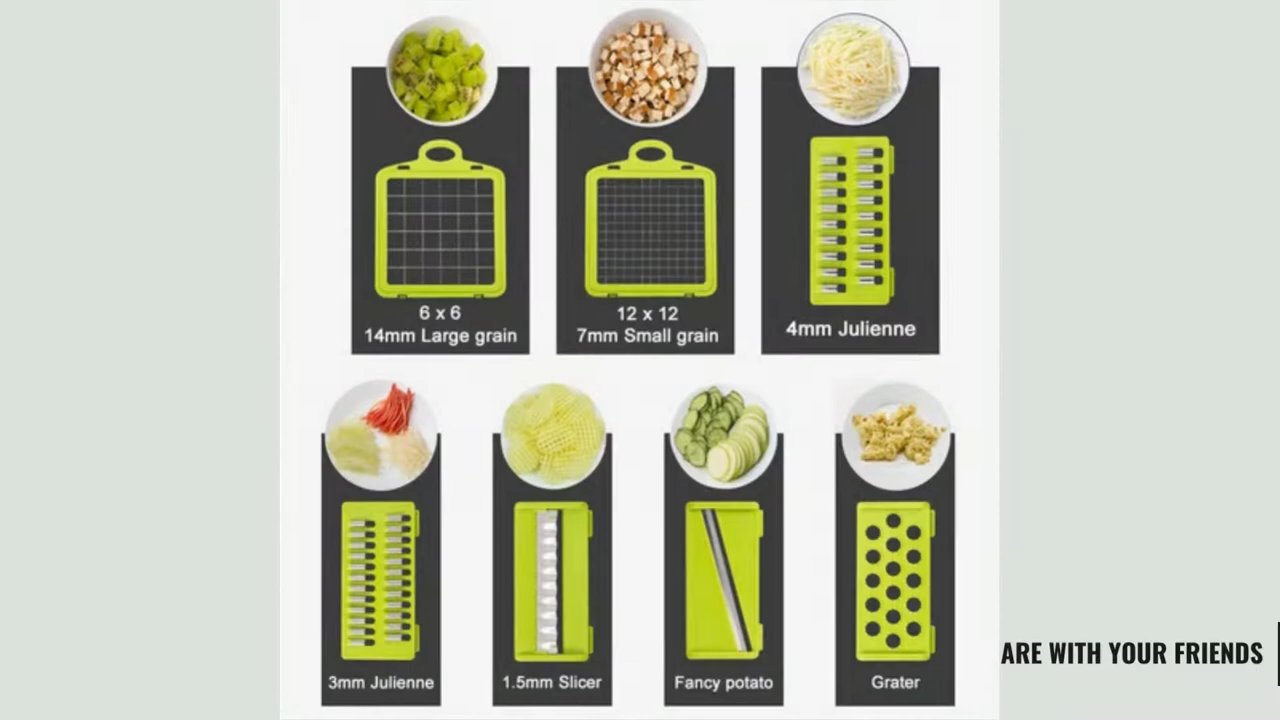 6 x 6
14mm Large grain
12 x 12
7mm Small grain
4mm Julienne
3mm Julienne
1.5mm Slicer
Fancy potato
Grater
ARE WITH YOUR FRIENDS